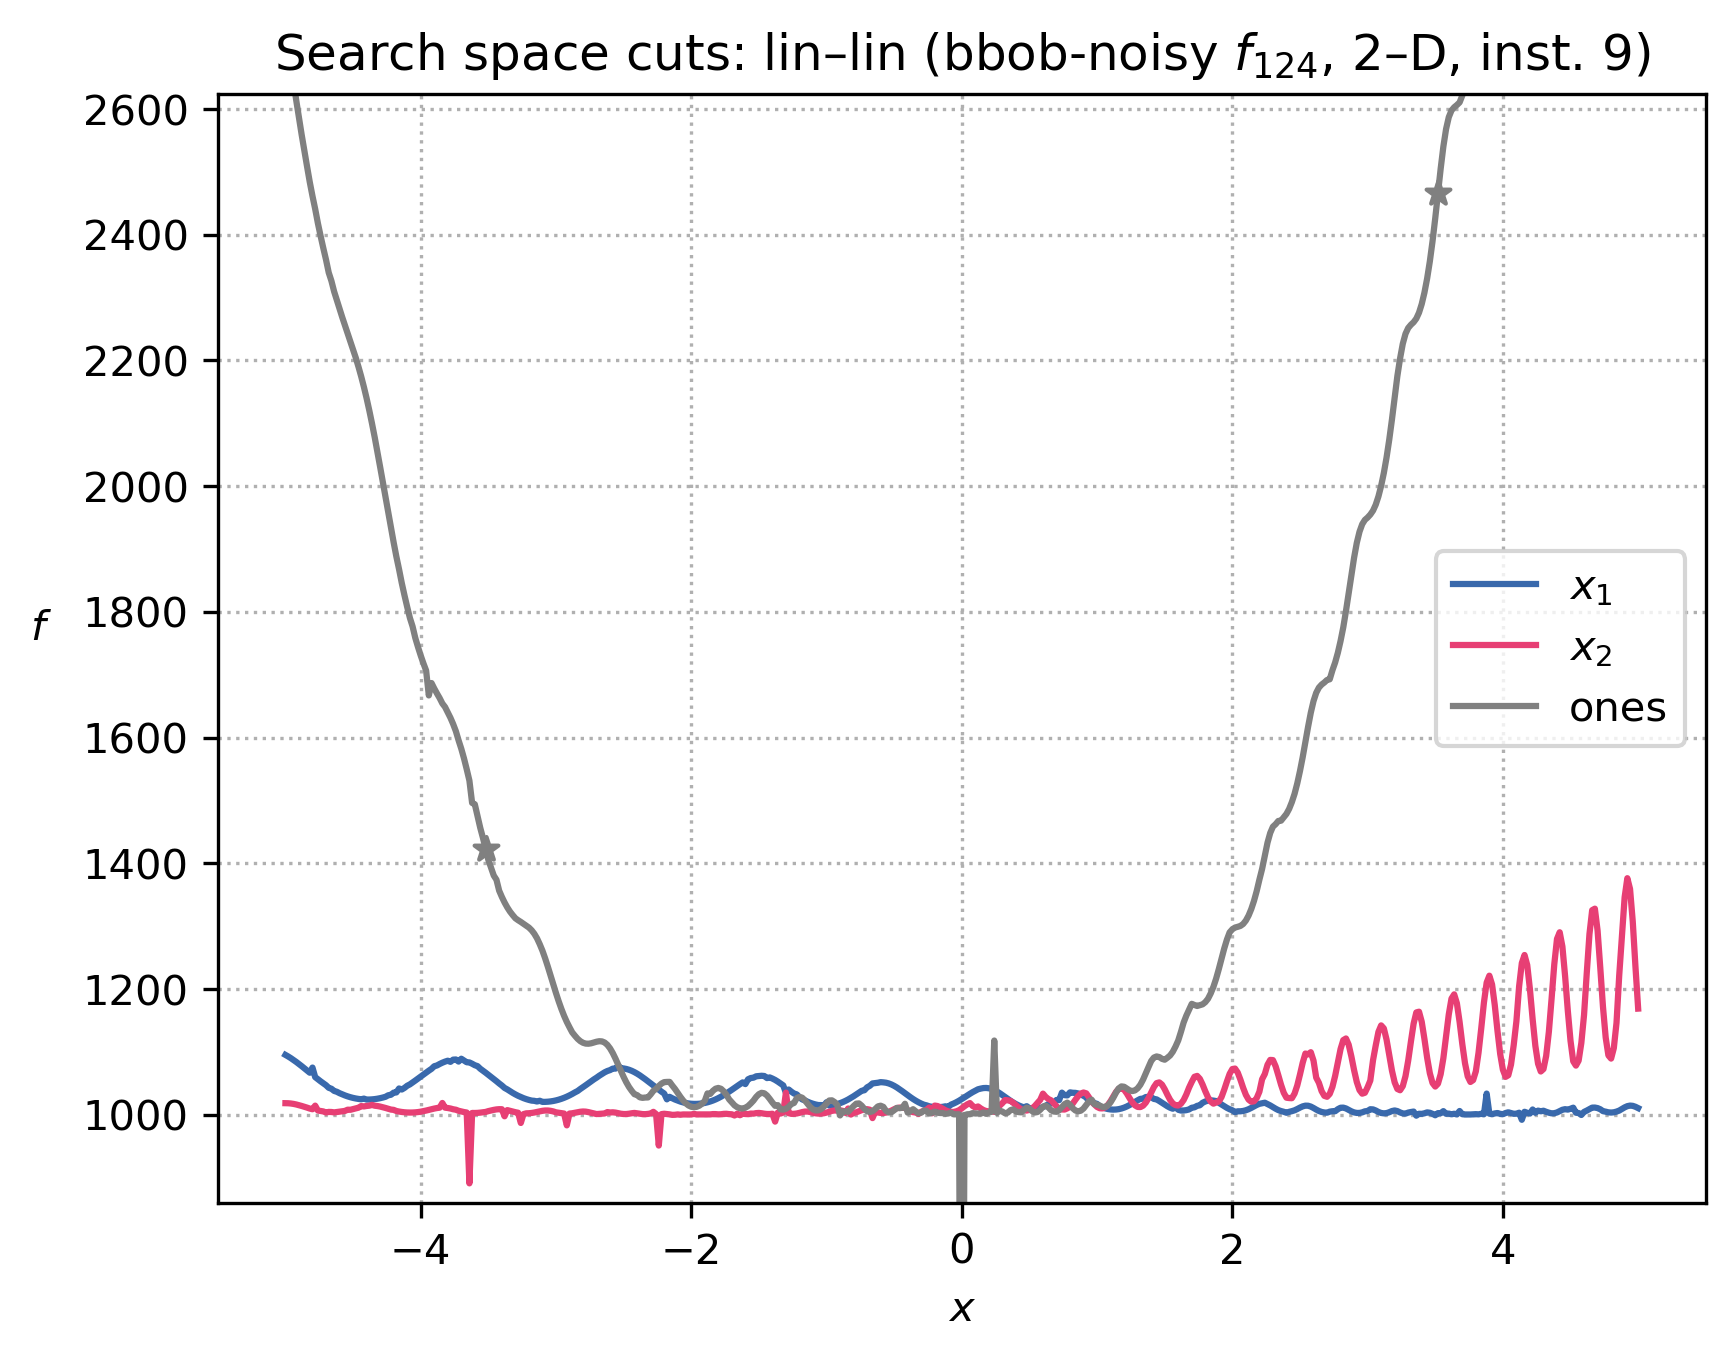 Search space cuts: lin–lin (bbob-noisy f₁₂₄, 2–D, inst. 9)
2600
2400
2200
2000
1800
1600
1400
1200
1000
f
x₁
x₂
ones
−4
−2
0
2
4
x